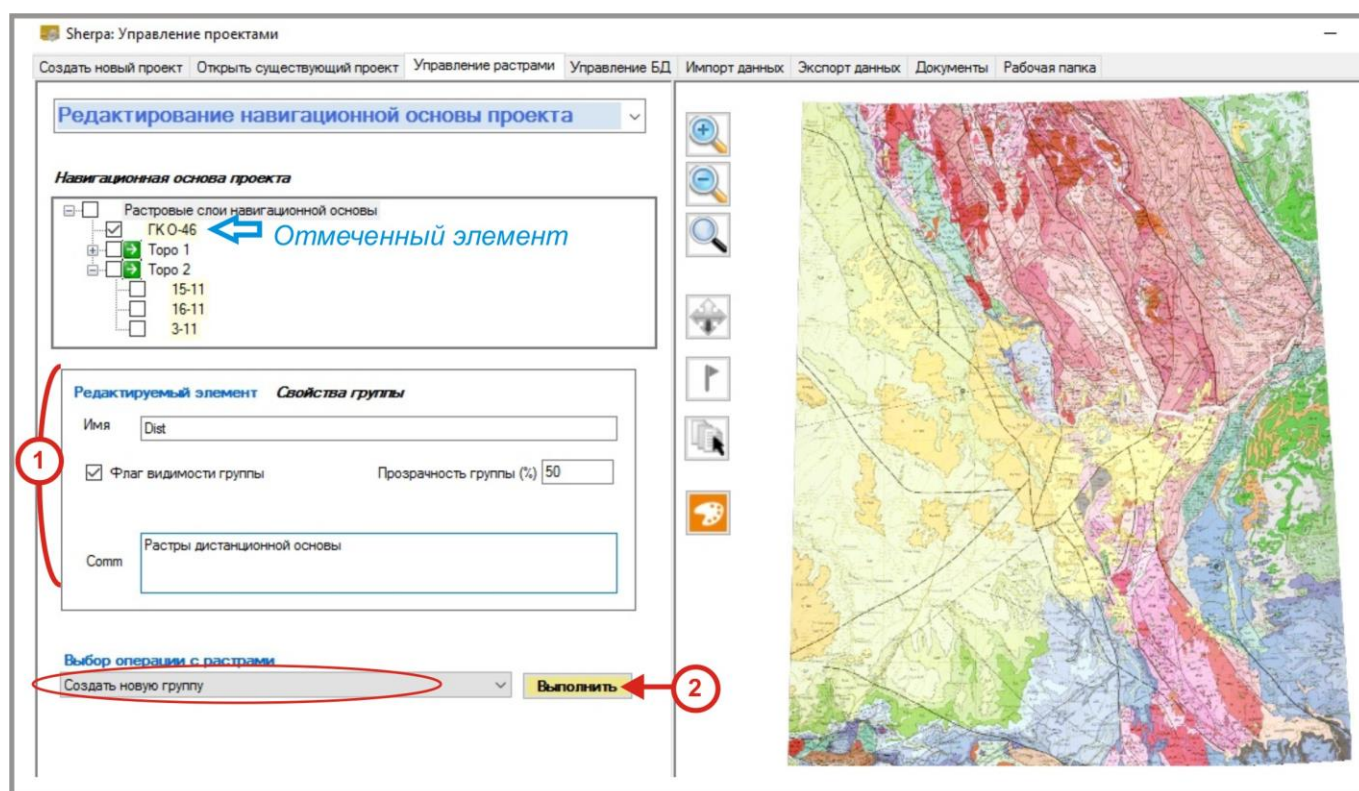 Sherpa: Управление проектами
Создать новый проект Открыть существующий проект Управление растрами Управление БД Импорт данных Экспорт данных Документы Рабочая папка
Редактирование навигационной основы проекта
Навигационная основа проекта
Растровые слои навигационной основы
ГК О-46
Отмеченный элемент
Торо 1
Торо 2
15-11
16-11
3-11
1
Редактируемый элемент Свойства группы
Имя Dist
Флаг видимости группы Прозрачность группы (%) 50
Comm Растры дистанционной основы
Выбор операции с растрами
Создать новую группу Выполнить 2